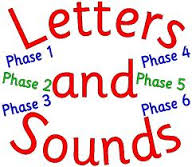 Letters
Phase 1 Phase 4
Phase 2 and Phase 5
Phase 3 Phase 6
Sounds